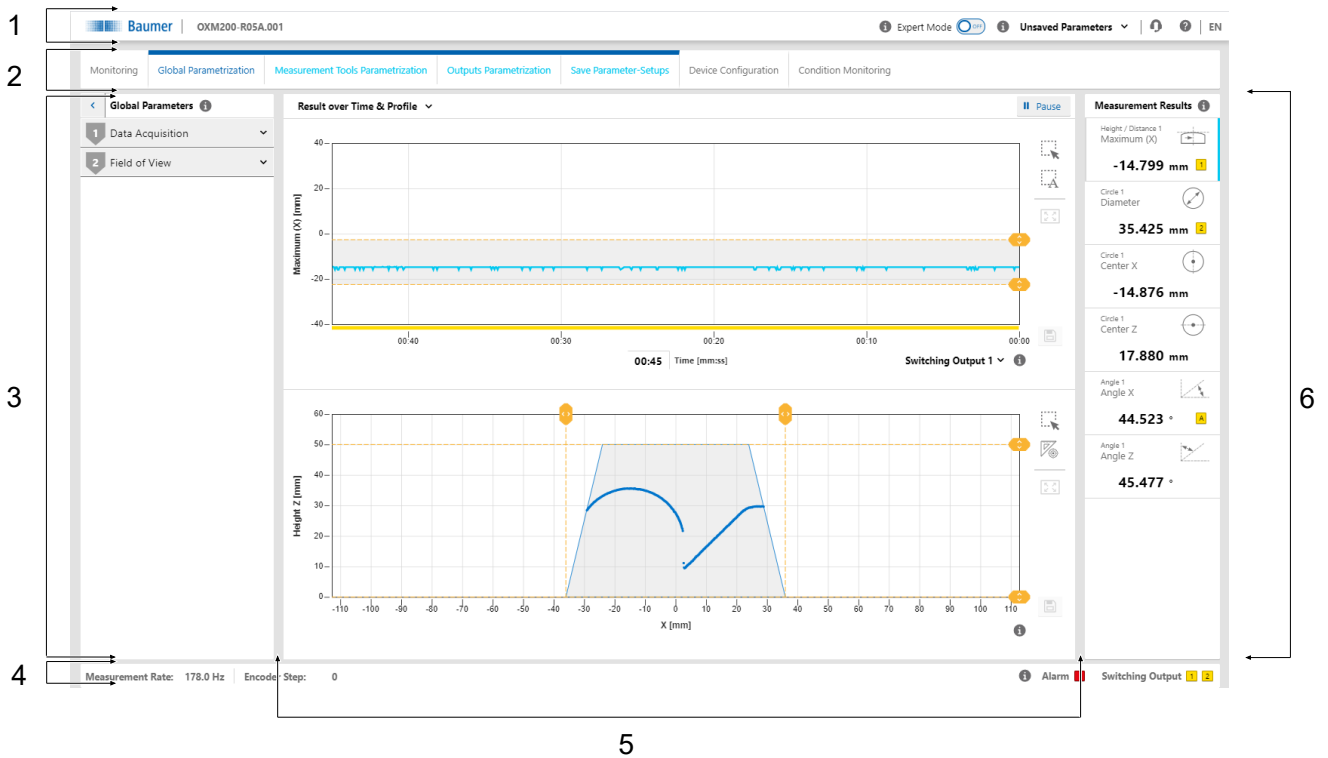 1
Baumer OXM200-R05A.001 Expert Mode OFF Unsaved Parameters EN
2
Monitoring Global Parametrization Measurement Tools Parametrization Outputs Parametrization Save Parameter-Setups Device Configuration Condition Monitoring
3
Global Parameters
1 Data Acquisition
2 Field of View
Result over Time & Profile Pause
Maximum (X) [mm]
40
20
0
-20
-40
00:40 00:30 00:20 00:10 00:00
00:45 Time [mm:ss] Switching Output 1
Height Z [mm]
60
50
40
30
20
10
0
-110 -100 -90 -80 -70 -60 -50 -40 -30 -20 -10 0 10 20 30 40 50 60 70 80 90 100 110
X [mm]
Measurement Results
Height / Distance 1
Maximum (X)
-14.799 mm 1
Circle 1
Diameter
35.425 mm 2
Circle 1
Center X
-14.876 mm
Circle 1
Center Z
17.880 mm
Angle 1
Angle X
44.523 ° A
Angle 1
Angle Z
45.477 °
6
4
Measurement Rate: 178.0 Hz Encoder Step: 0 Alarm Switching Output 1 2
5